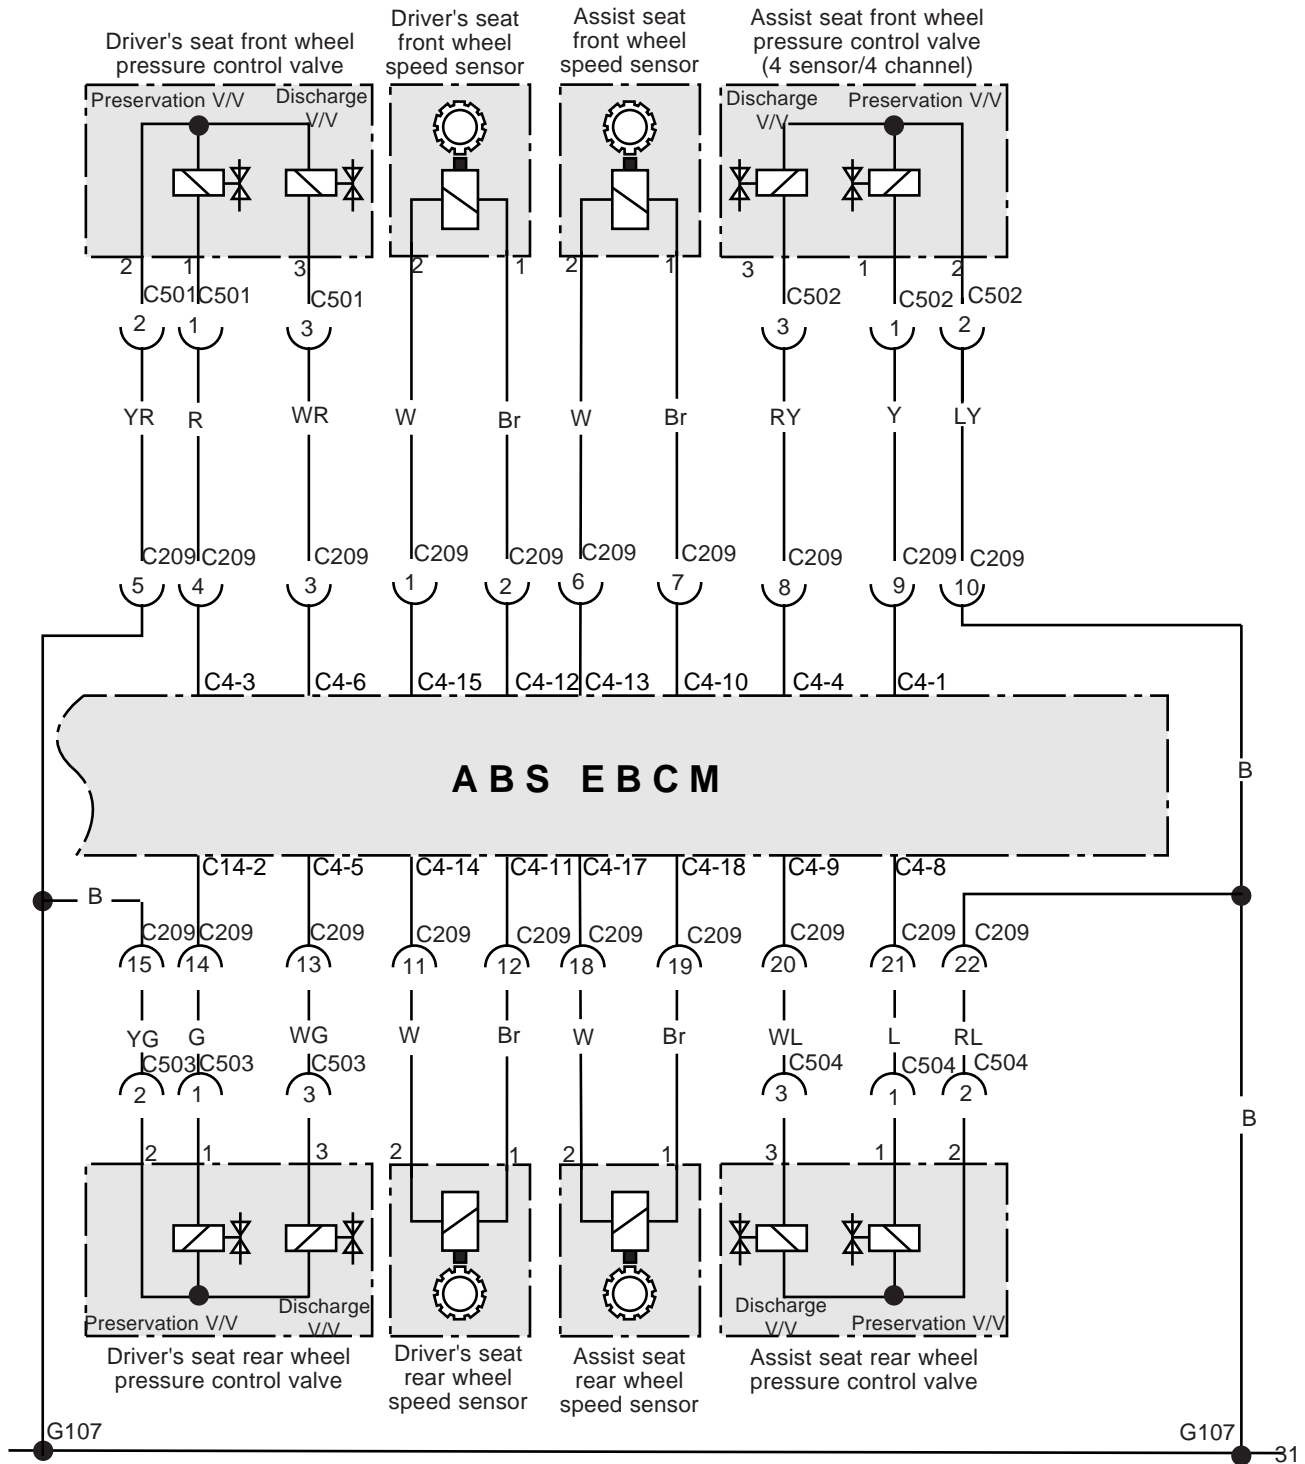 Driver's seat front wheel
pressure control valve
Driver's seat
front wheel
speed sensor
Assist seat
front wheel
speed sensor
Assist seat front wheel
pressure control valve
(4 sensor/4 channel)
Preservation V/V
Discharge
V/V
Discharge
V/V
Preservation V/V
2 1 3 2 1 2 1 3 1 2
C501 C501 C501 C502 C502 C502
2 1 3 3 1 2
YR R WR W Br W Br RY Y LY
C209 C209 C209 C209 C209 C209 C209 C209 C209 C209
5 4 3 1 2 6 7 8 9 10
C4-3 C4-6 C4-15 C4-12 C4-13 C4-10 C4-4 C4-1
ABS EBCM
B
C14-2 C4-5 C4-14 C4-11 C4-17 C4-18 C4-9 C4-8
B
C209 C209 C209 C209 C209 C209 C209 C209 C209 C209
15 14 13 11 12 18 19 20 21 22
YG G WG W Br W Br WL L RL
C503 C503 C503 C504 C504 C504
2 1 3 3 1 2
B
2 1 3 2 1 2 1 3 1 2
Preservation V/V
Discharge
V/V
Discharge
V/V
Preservation V/V
Driver's seat rear wheel
pressure control valve
Driver's seat
rear wheel
speed sensor
Assist seat
rear wheel
speed sensor
Assist seat rear wheel
pressure control valve
G107 G107
31